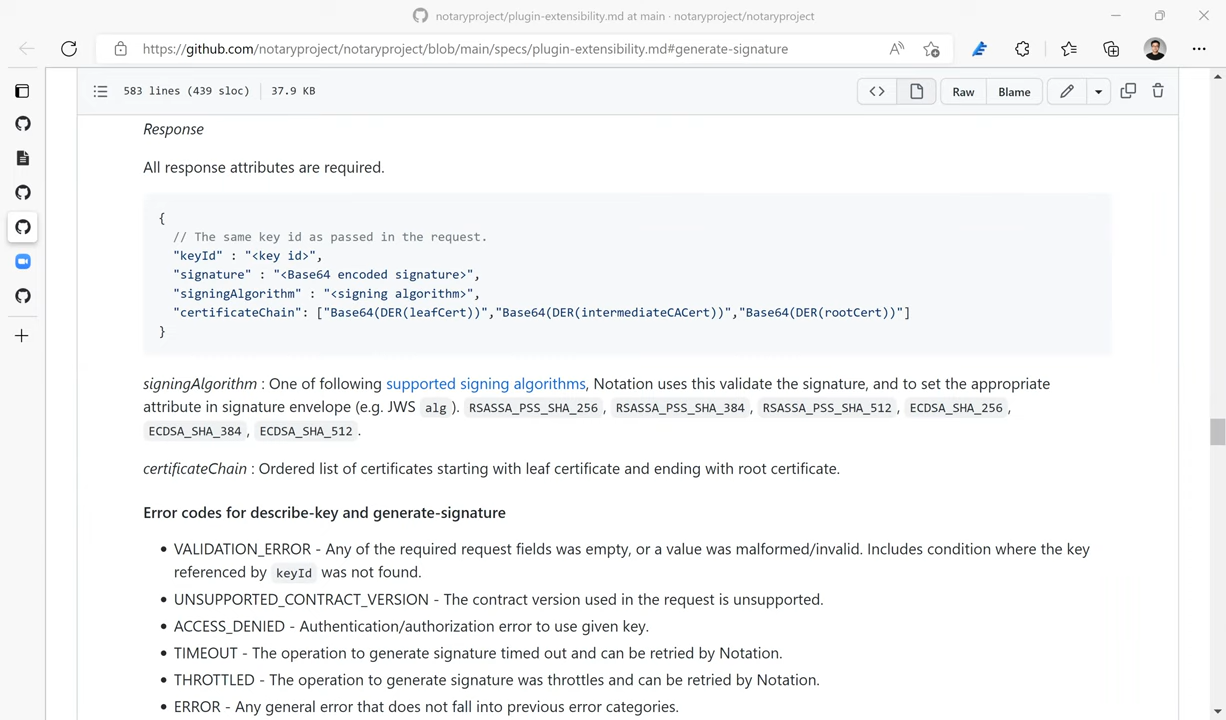 notaryproject/plugin-extensibility.md at main · notaryproject/notaryproject
https://github.com/notaryproject/notaryproject/blob/main/specs/plugin-extensibility.md#generate-signature
583 lines (439 sloc) 37.9 KB
Raw Blame
Response
All response attributes are required.
{
// The same key id as passed in the request.
"keyId" : "<key id>",
"signature" : "<Base64 encoded signature>",
"signingAlgorithm" : "<signing algorithm>",
"certificateChain": ["Base64(DER(leafCert))","Base64(DER(intermediateCACert))","Base64(DER(rootCert))"]
}
signingAlgorithm : One of following supported signing algorithms, Notation uses this validate the signature, and to set the appropriate
attribute in signature envelope (e.g. JWS alg ). RSASSA_PSS_SHA_256 , RSASSA_PSS_SHA_384 , RSASSA_PSS_SHA_512 , ECDSA_SHA_256 ,
ECDSA_SHA_384 , ECDSA_SHA_512 .
certificateChain : Ordered list of certificates starting with leaf certificate and ending with root certificate.
Error codes for describe-key and generate-signature
• VALIDATION_ERROR - Any of the required request fields was empty, or a value was malformed/invalid. Includes condition where the key
referenced by keyId was not found.
• UNSUPPORTED_CONTRACT_VERSION - The contract version used in the request is unsupported.
• ACCESS_DENIED - Authentication/authorization error to use given key.
• TIMEOUT - The operation to generate signature timed out and can be retried by Notation.
• THROTTLED - The operation to generate signature was throttles and can be retried by Notation.
• ERROR - Any general error that does not fall into previous error categories.